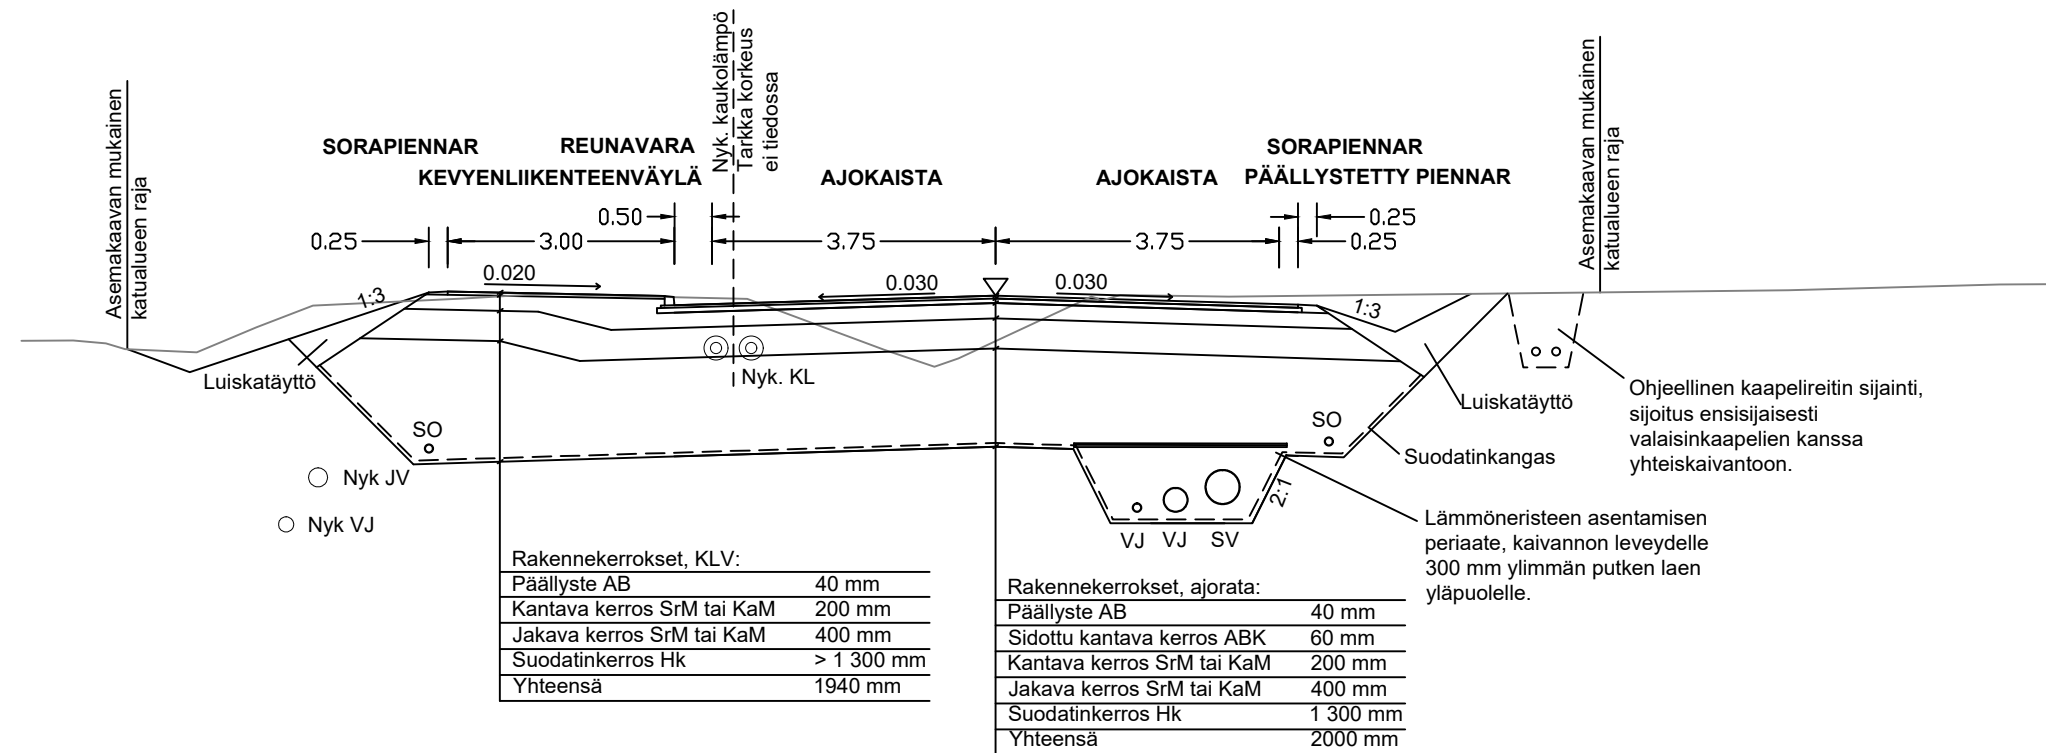 Asemakaavan mukainen
katualueen raja
SORAPIENNAR
REUNAVARA
KEVYENLIIKENTEENVÄYLÄ
Nyk. kaukolämpö
Tarkka korkeus
ei tiedossa
AJOKAISTA
AJOKAISTA
SORAPIENNAR
PÄÄLLYSTETTY PIENNAR
Asemakaavan mukainen
katualueen raja
0.50
0.25
0.25
3.00
3.75
3.75
0.25
1:3
0.020
0.030
0.030
1:3
Luiskatäyttö
Nyk. KL
Luiskatäyttö
Ohjeellinen kaapelireitin sijainti,
sijoitus ensisijaisesti
valaisinkaapelien kanssa
yhteiskaivantoon.
SO
SO
Suodatinkangas
Nyk JV
Nyk VJ
2:1
VJ
VJ
SV
Lämmöneristeen asentamisen
periaate, kaivannon leveydelle
300 mm ylimmän putken laen
yläpuolelle.
Rakennekerrokset, KLV:
Päällyste AB 40 mm
Kantava kerros SrM tai KaM 200 mm
Jakava kerros SrM tai KaM 400 mm
Suodatinkerros Hk > 1 300 mm
Yhteensä 1940 mm
Rakennekerrokset, ajorata:
Päällyste AB 40 mm
Sidottu kantava kerros ABK 60 mm
Kantava kerros SrM tai KaM 200 mm
Jakava kerros SrM tai KaM 400 mm
Suodatinkerros Hk 1 300 mm
Yhteensä 2000 mm